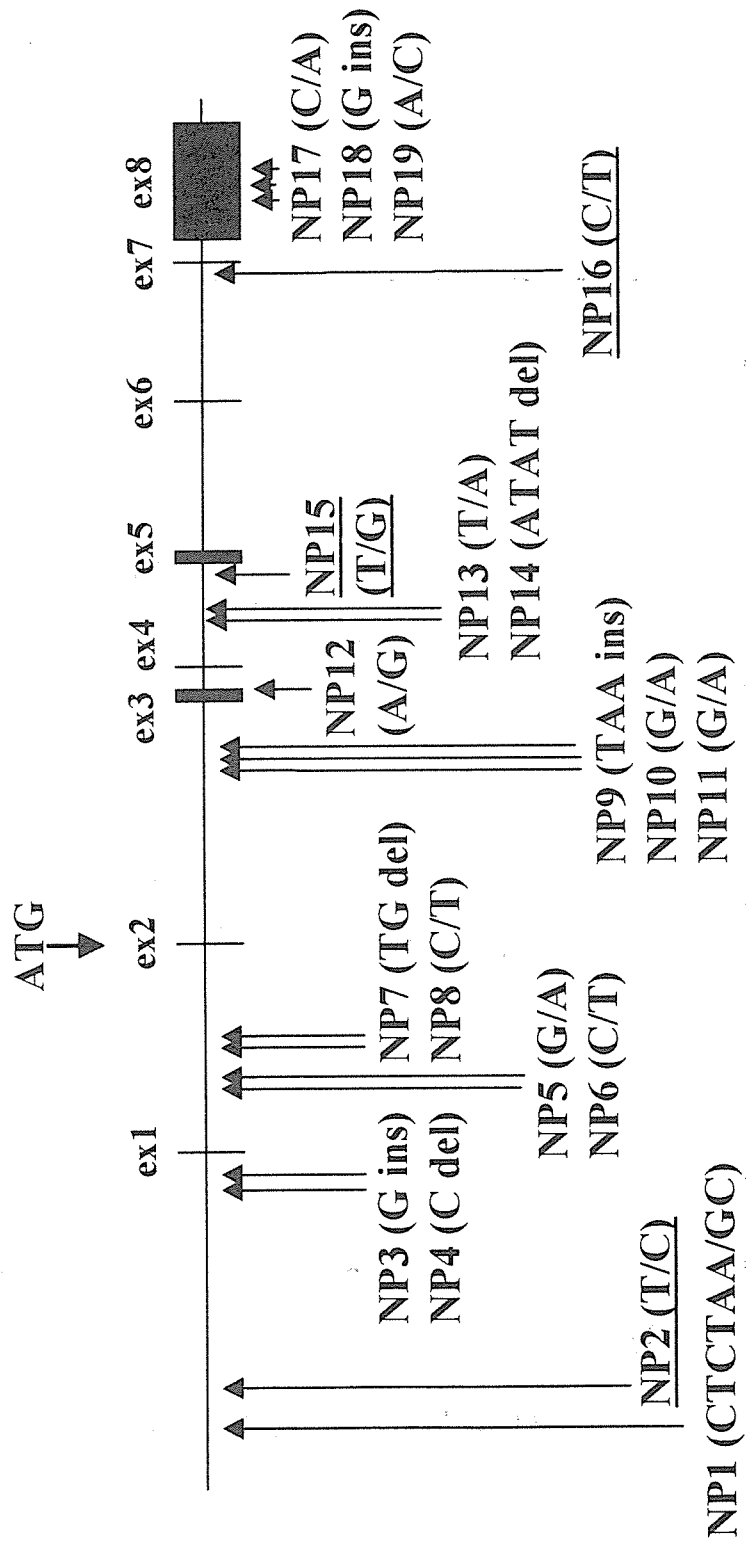 ATG
ex1
ex2
ex3
ex4
ex5
ex6
ex7
ex8
NP1 (CTCTAA/GC)
NP2 (T/C)
NP3 (G ins)
NP4 (C del)
NP5 (G/A)
NP6 (C/T)
NP7 (TG del)
NP8 (C/T)
NP9 (TAA ins)
NP10 (G/A)
NP11 (G/A)
NP12
(A/G)
NP13 (T/A)
NP14 (ATAT del)
NP15
(T/G)
NP16 (C/T)
NP17 (C/A)
NP18 (G ins)
NP19 (A/C)